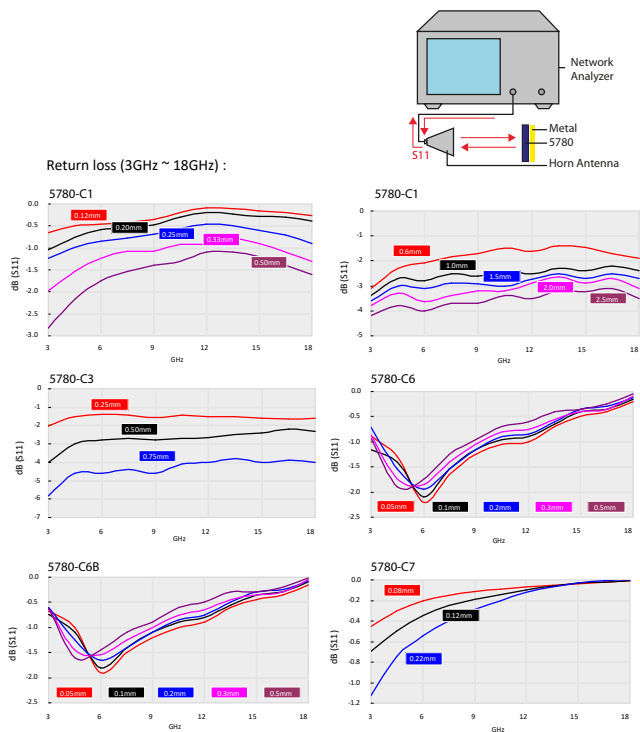 Network
Analyzer
Metal
5780
S11
Horn Antenna
Return loss (3GHz ~ 18GHz) :
5780-C1
0.0
-0.5
-1.0
-1.5
-2.0
-2.5
-3.0
dB (S11)
0.12mm
0.20mm
0.25mm
0.33mm
0.50mm
3 6 9 12 15 18
GHz
5780-C1
0
-1
-2
-3
-4
-5
dB (S11)
0.6mm
1.0mm
1.5mm
2.0mm
2.5mm
3 6 9 12 15 18
GHz
5780-C3
0
-1
-2
-3
-4
-5
-6
-7
dB (S11)
0.25mm
0.50mm
0.75mm
3 6 9 12 15 18
GHz
5780-C6
0.0
-0.5
-1.0
-1.5
-2.0
-2.5
dB (S11)
0.05mm 0.1mm 0.2mm 0.3mm 0.5mm
3 6 9 12 15 18
GHz
5780-C6B
0.0
-0.5
-1.0
-1.5
-2.0
-2.5
dB (S11)
0.05mm 0.1mm 0.2mm 0.3mm 0.5mm
3 6 9 12 15 18
GHz
5780-C7
0.0
-0.2
-0.4
-0.6
-0.8
-1.0
-1.2
dB (S11)
0.08mm
0.12mm
0.22mm
3 6 9 12 15 18
GHz